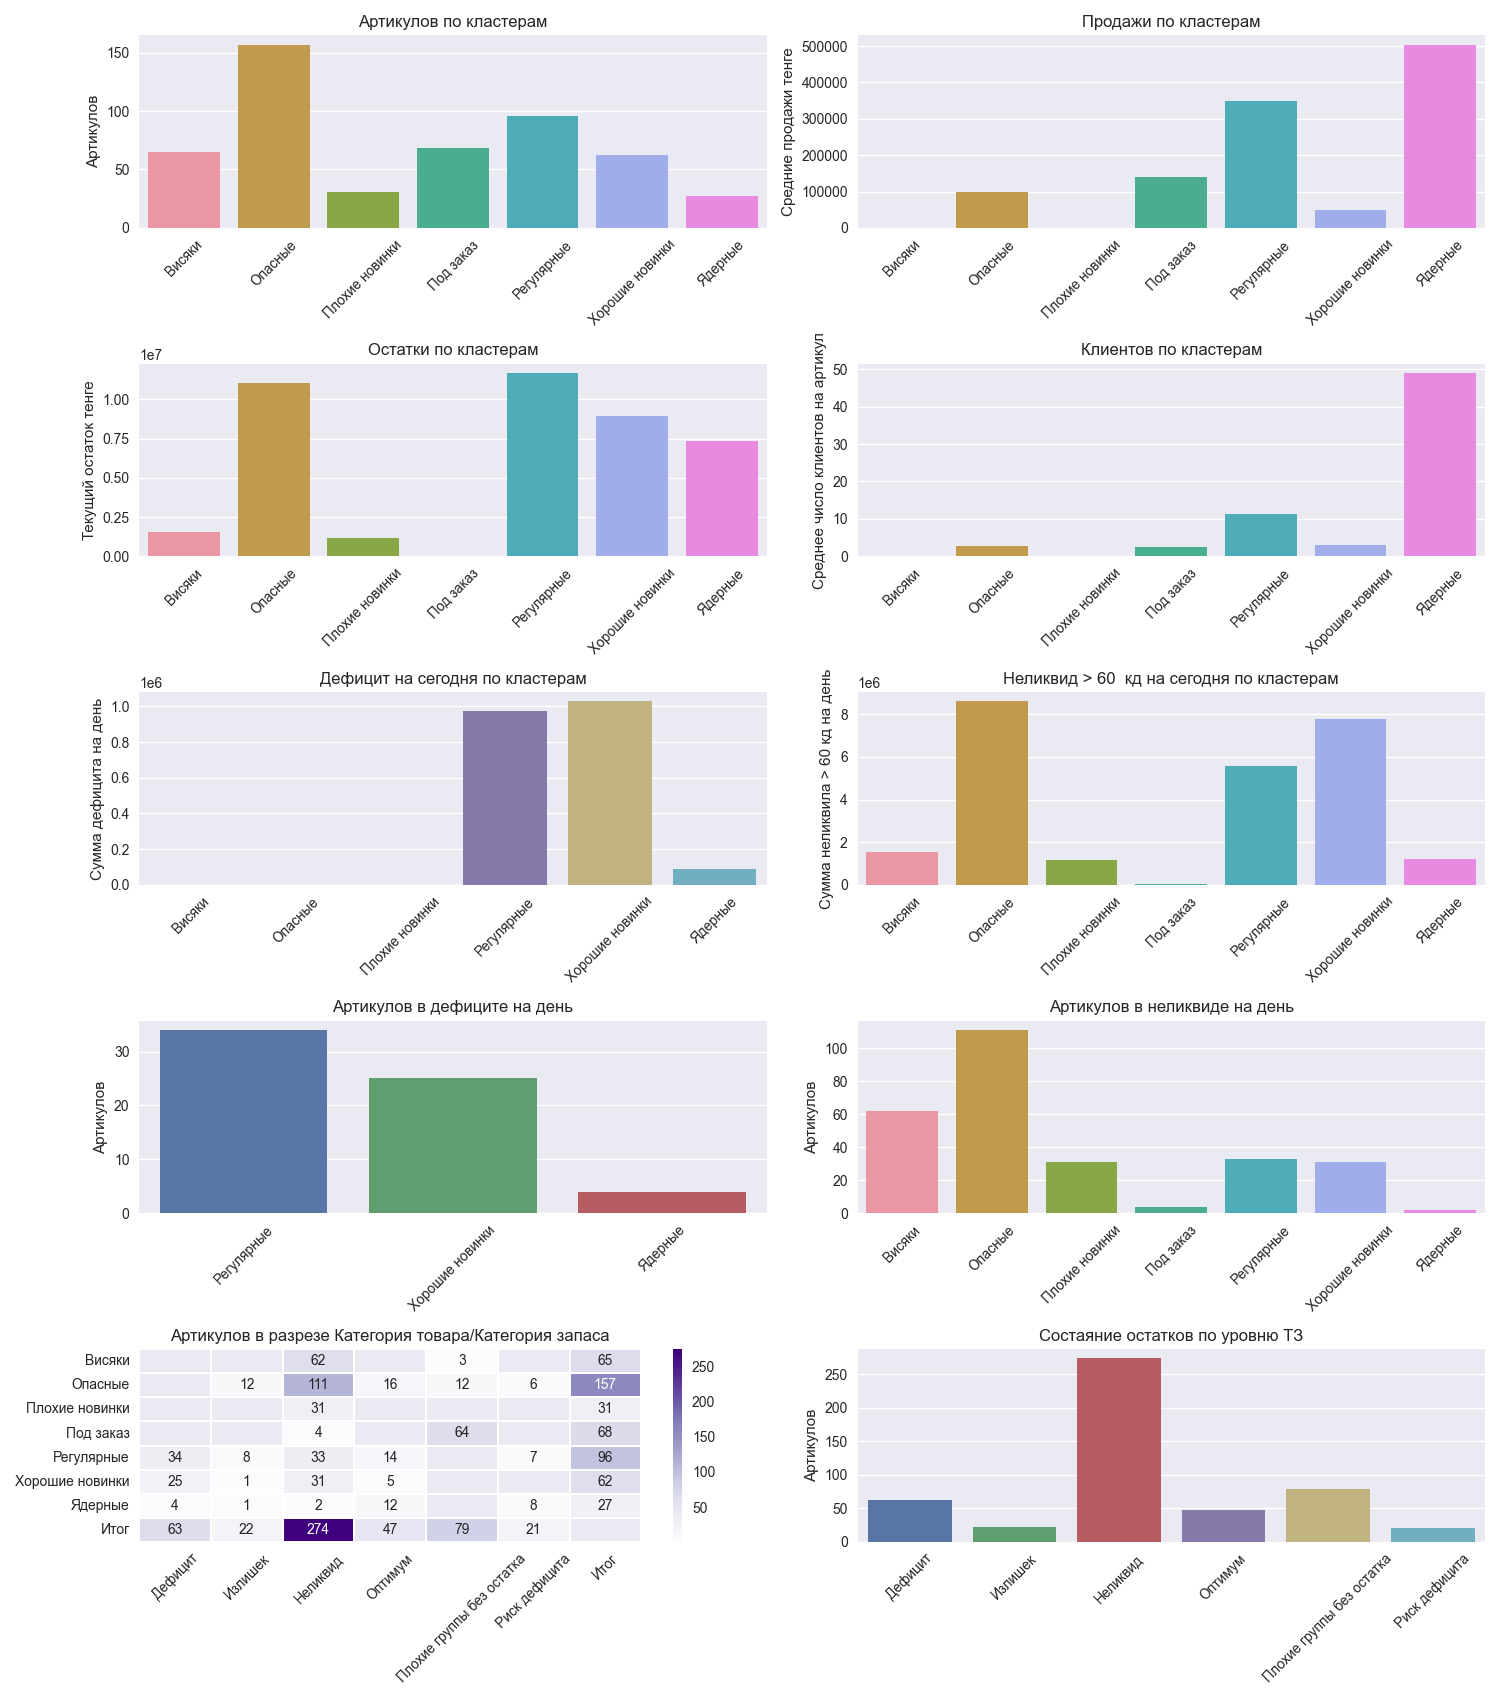 Артикулов по кластерам
Артикулов
150
100
50
0
Висяки
Опасные
Плохие новинки
Под заказ
Регулярные
Хорошие новинки
Ядерные
Продажи по кластерам
Средние продажи тенге
500000
400000
300000
200000
100000
0
Висяки
Опасные
Плохие новинки
Под заказ
Регулярные
Хорошие новинки
Ядерные
Остатки по кластерам
1e7
Текущий остаток тенге
1.00
0.75
0.50
0.25
0.00
Висяки
Опасные
Плохие новинки
Под заказ
Регулярные
Хорошие новинки
Ядерные
Клиентов по кластерам
Среднее число клиентов на артикул
50
40
30
20
10
0
Висяки
Опасные
Плохие новинки
Под заказ
Регулярные
Хорошие новинки
Ядерные
Дефицит на сегодня по кластерам
1e6
Сумма дефицита на день
1.0
0.8
0.6
0.4
0.2
0.0
Висяки
Опасные
Плохие новинки
Регулярные
Хорошие новинки
Ядерные
Неликвид > 60 кд на сегодня по кластерам
1e6
Сумма неликвила > 60 кд на день
8
6
4
2
0
Висяки
Опасные
Плохие новинки
Под заказ
Регулярные
Хорошие новинки
Ядерные
Артикулов в дефиците на день
Артикулов
30
20
10
0
Регулярные
Хорошие новинки
Ядерные
Артикулов в неликвиде на день
Артикулов
100
80
60
40
20
0
Висяки
Опасные
Плохие новинки
Под заказ
Регулярные
Хорошие новинки
Ядерные
Артикулов в разрезе Категория товара/Категория запаса
Висяки 62 3 65
Опасные 12 111 16 12 6 157
Плохие новинки 31 31
Под заказ 4 64 68
Регулярные 34 8 33 14 7 96
Хорошие новинки 25 1 31 5 62
Ядерные 4 1 2 12 8 27
Итог 63 22 274 47 79 21
Дефицит
Излишек
Неликвид
Оптимум
Плохие группы без остатка
Риск дефицита
Итог
250
200
150
100
50
Состаяние остатков по уровню ТЗ
Артикулов
250
200
150
100
50
0
Дефицит
Излишек
Неликвид
Оптимум
Плохие группы без остатка
Риск дефицита